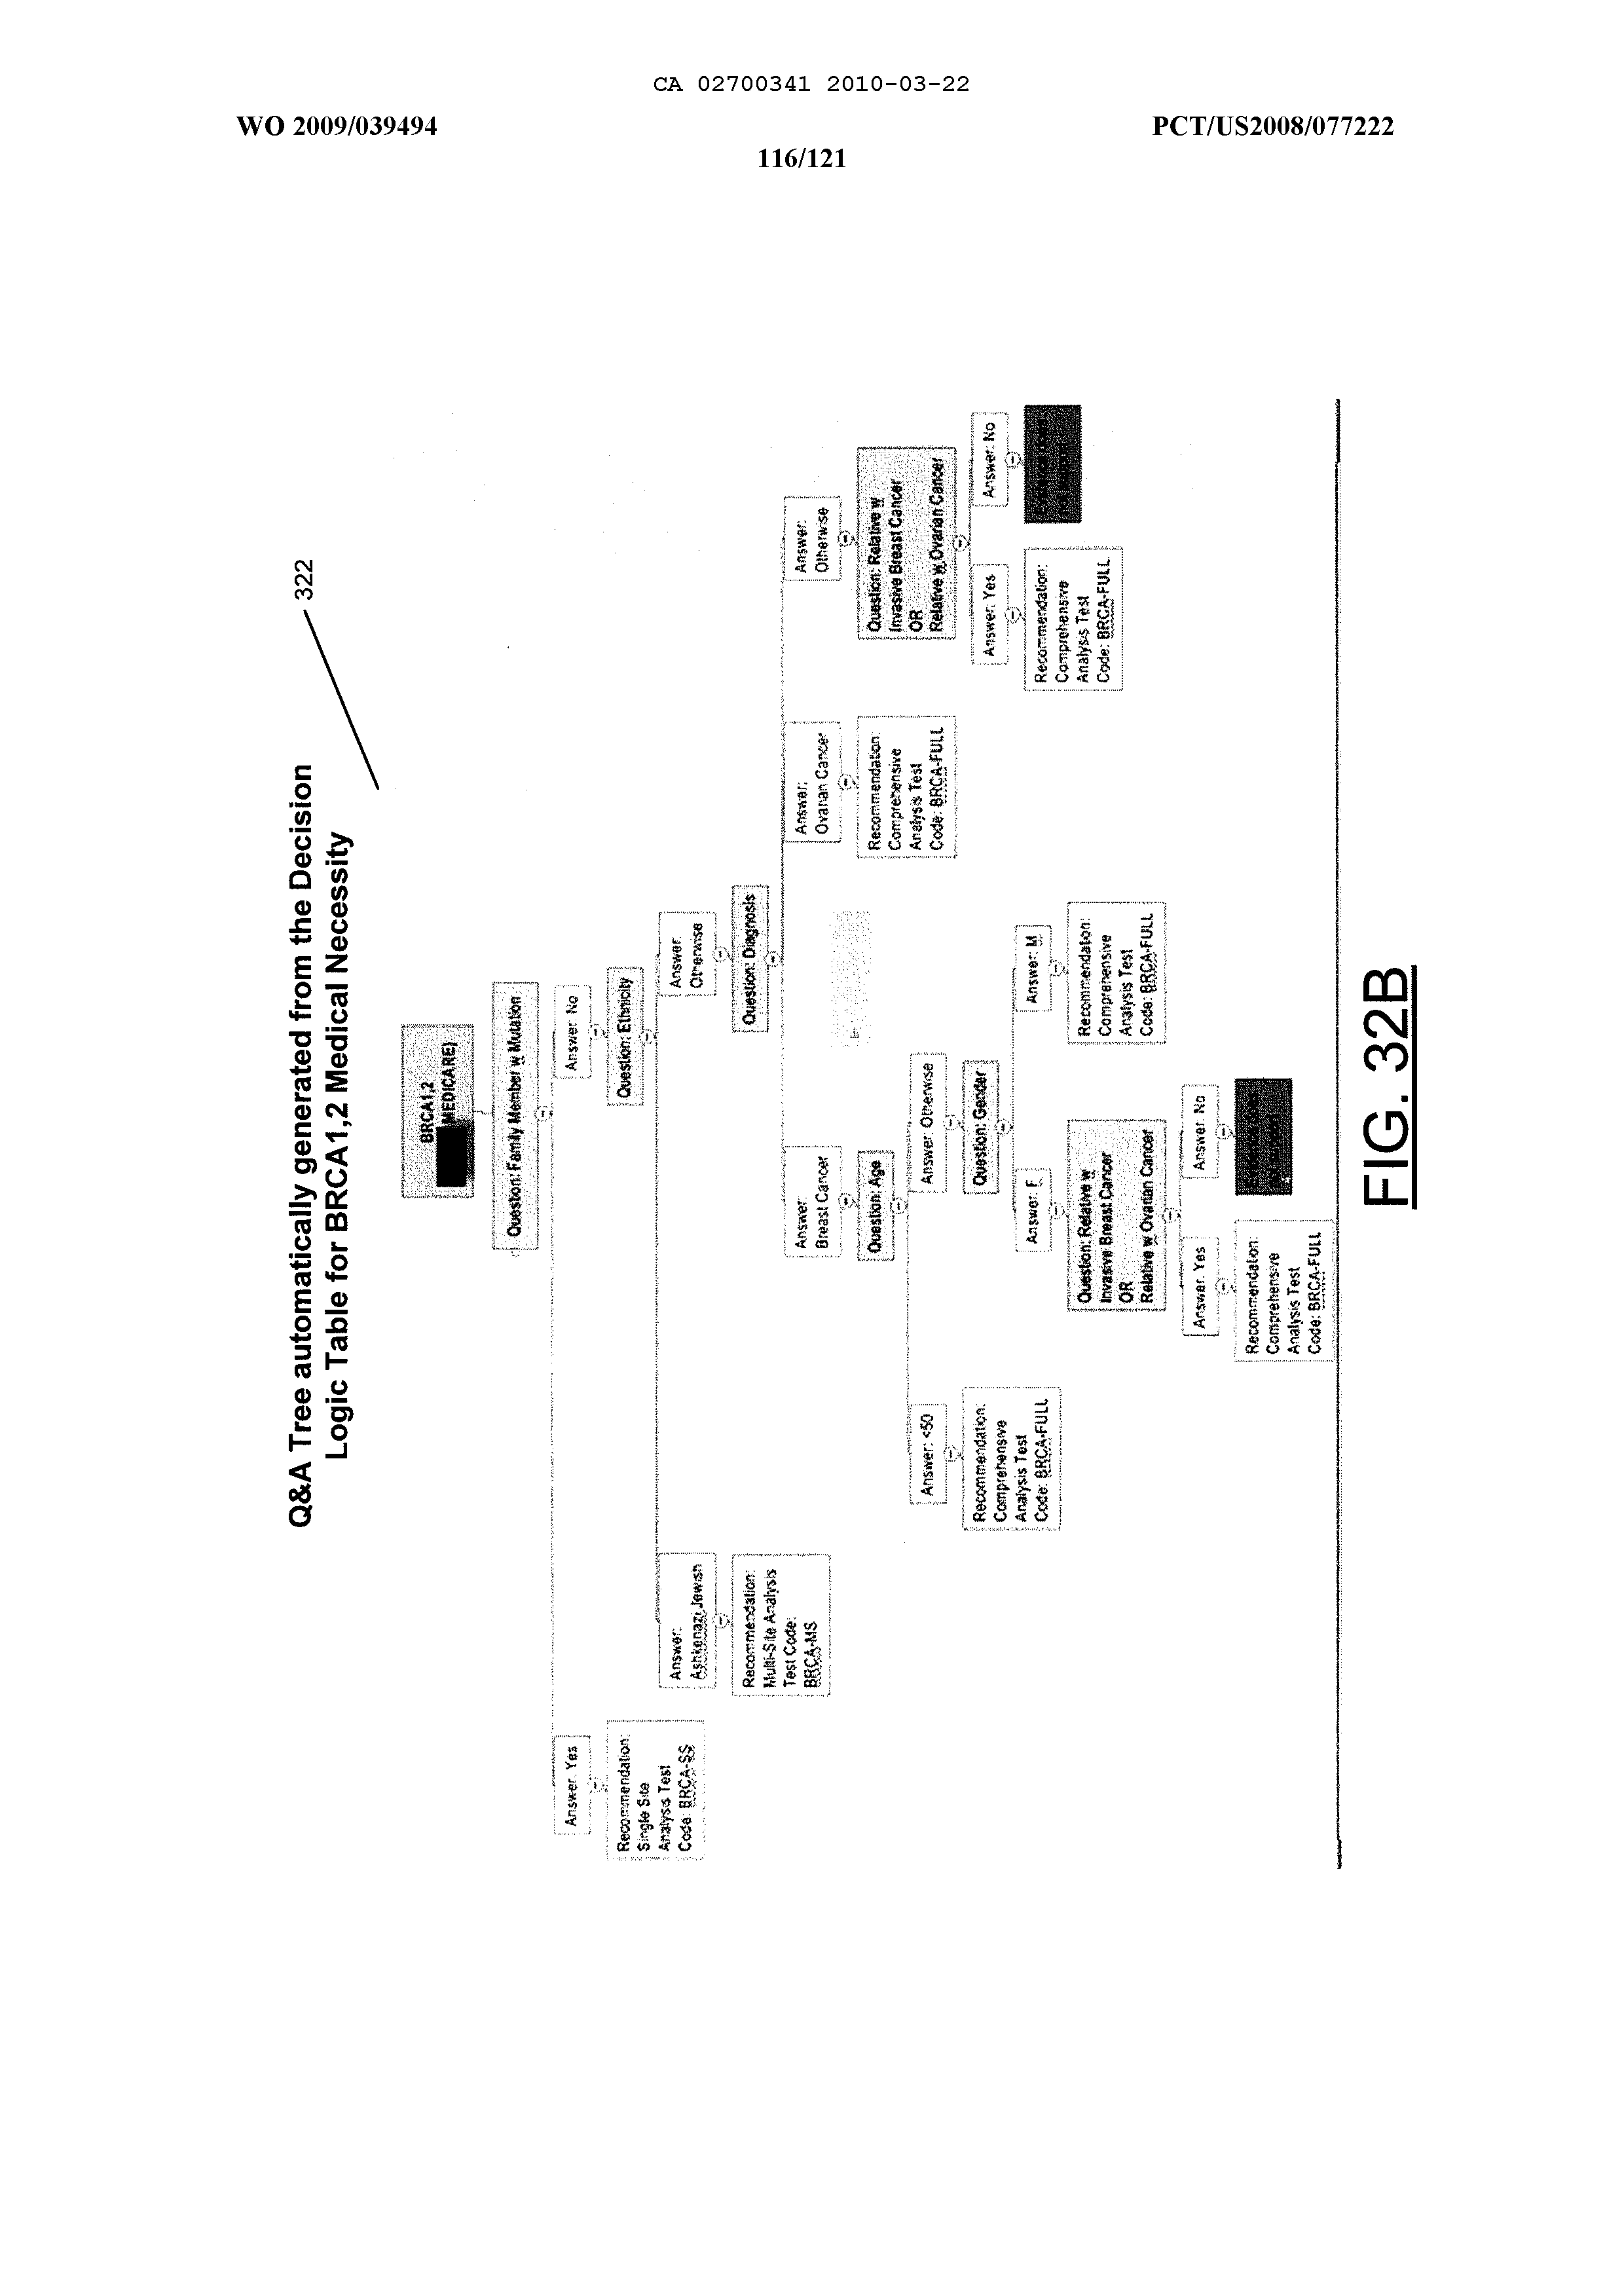 CA 02700341 2010-03-22
WO 2009/039494
PCT/US2008/077222
116/121
Q&A Tree automatically generated from the Decision
Logic Table for BRCA1,2 Medical Necessity
322
BRCA1,2
MEDICARE)
Question: Family Member w Mutation
Answer: Yes
Recommendation:
Single Site
Analysis Test
Code: BRCA-SS
Answer: No
Question: Ethnicity
Answer:
Ashkenazi Jewish
Recommendation:
Multi-Site Analysis
Test Code:
BRCA-MS
Answer:
Otherwise
Question: Diagnosis
Answer:
Breast Cancer
Question: Age
Answer: <50
Recommendation:
Comprehensive
Analysis Test
Code: BRCA-FULL
Answer: Otherwise
Question: Gender
Answer: F
Question: Relative w
Invasive Breast Cancer
OR
Relative w Ovarian Cancer
Answer: Yes
Recommendation:
Comprehensive
Analysis Test
Code: BRCA-FULL
Answer: No
Answer: M
Recommendaton:
Comprehensive
Analysis Test
Code: BRCA-FULL
Answer:
Ovarian Cancer
Recommendation:
Comprehensive
Analysis Test
Code: BRCA-FULL
Answer:
Otherwise
Question: Relative w
Invasive Breast Cancer
OR
Relative w Ovarian Cancer
Answer: Yes
Recommendation:
Comprehensive
Analysis Test
Code: BRCA-FULL
Answer: No
FIG. 32B